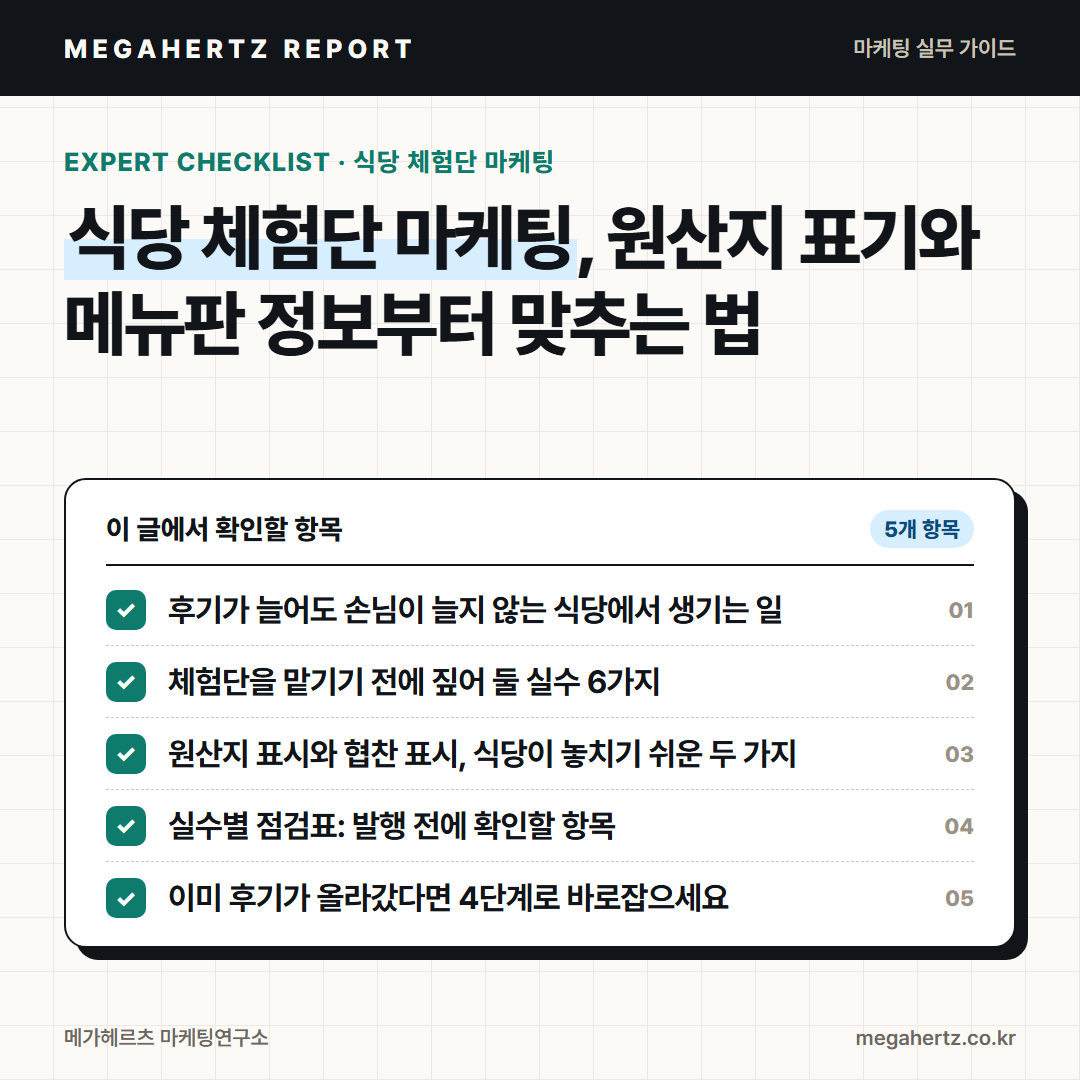 MEGAHERTZ REPORT
마케팅 실무 가이드
EXPERT CHECKLIST · 식당 체험단 마케팅
식당 체험단 마케팅, 원산지 표기와
메뉴판 정보부터 맞추는 법
이 글에서 확인할 항목
5개 항목
후기가 늘어도 손님이 늘지 않는 식당에서 생기는 일
01
체험단을 맡기기 전에 짚어 둘 실수 6가지
02
원산지 표시와 협찬 표시, 식당이 놓치기 쉬운 두 가지
03
실수별 점검표: 발행 전에 확인할 항목
04
이미 후기가 올라갔다면 4단계로 바로잡으세요
05
메가헤르츠 마케팅연구소
megahertz.co.kr